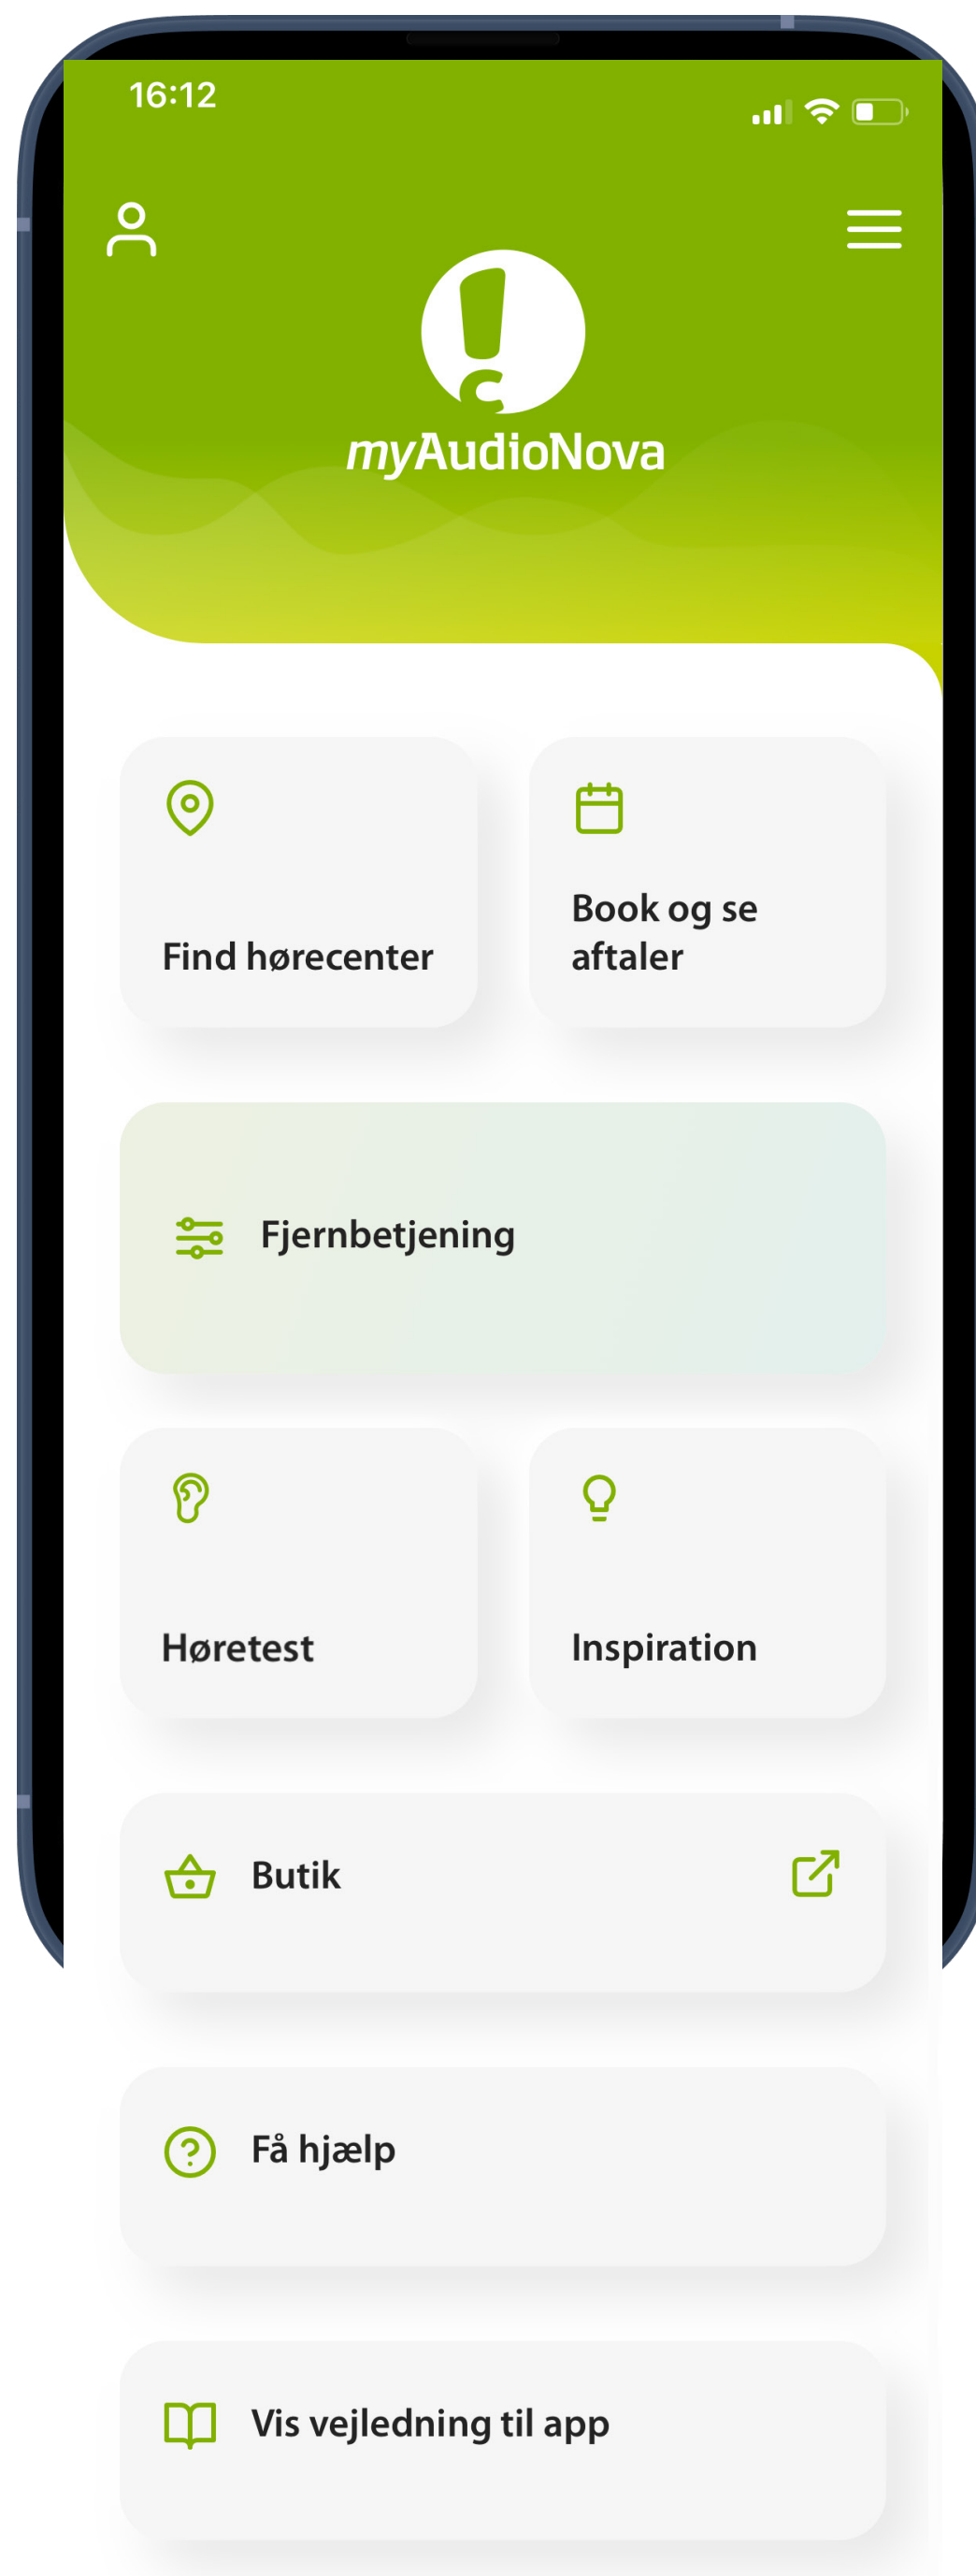 16:12
myAudioNova
Find hørecenter
Book og se
aftaler
Fjernbetjening
Høretest
Inspiration
Butik
Få hjælp
Vis vejledning til app